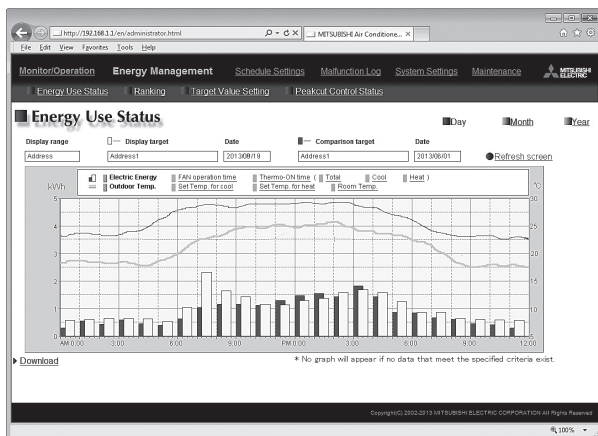 http://192.168.1.1/en/administrator.html
MITSUBISHI Air Conditione... ×
File Edit View Favorites Tools Help
Monitor/Operation Energy Management Schedule Settings Malfunction Log System Settings Maintenance MITSUBISHI ELECTRIC
Energy Use Status Ranking Target Value Setting Peakcut Control Status
Energy Use Status
Day Month Year
Display range Display target Date Comparison target Date
Address Address1 2013/08/19 Address1 2013/06/01 Refresh screen
Electric Energy FAN operation time Thermo-ON time ( Total Cool Heat )
Outdoor Temp. Set Temp. for cool Set Temp. for heat Room Temp.
kWh °C
5 30
4 25
3 20
2 15
1 10
0 5
AM 0:00 3:00 6:00 9:00 PM 0:00 3:00 6:00 9:00 12:00
Download
* No graph will appear if no data that meet the specified criteria exist.
Copyright(C) 2002-2013 MITSUBISHI ELECTRIC CORPORATION All Rights Reserved
100%